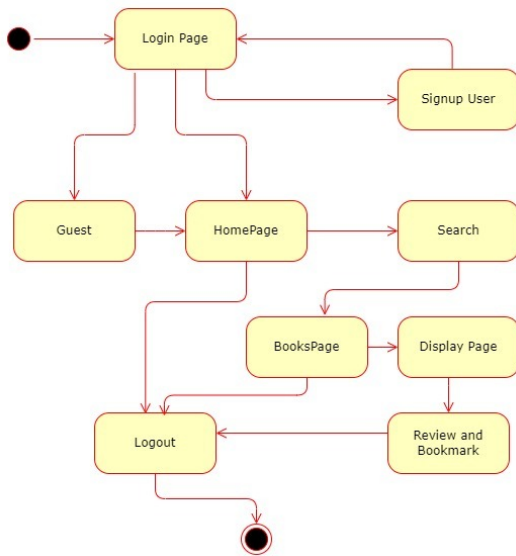 Login Page
Signup User
Guest
HomePage
Search
BooksPage
Display Page
Logout
Review and
Bookmark